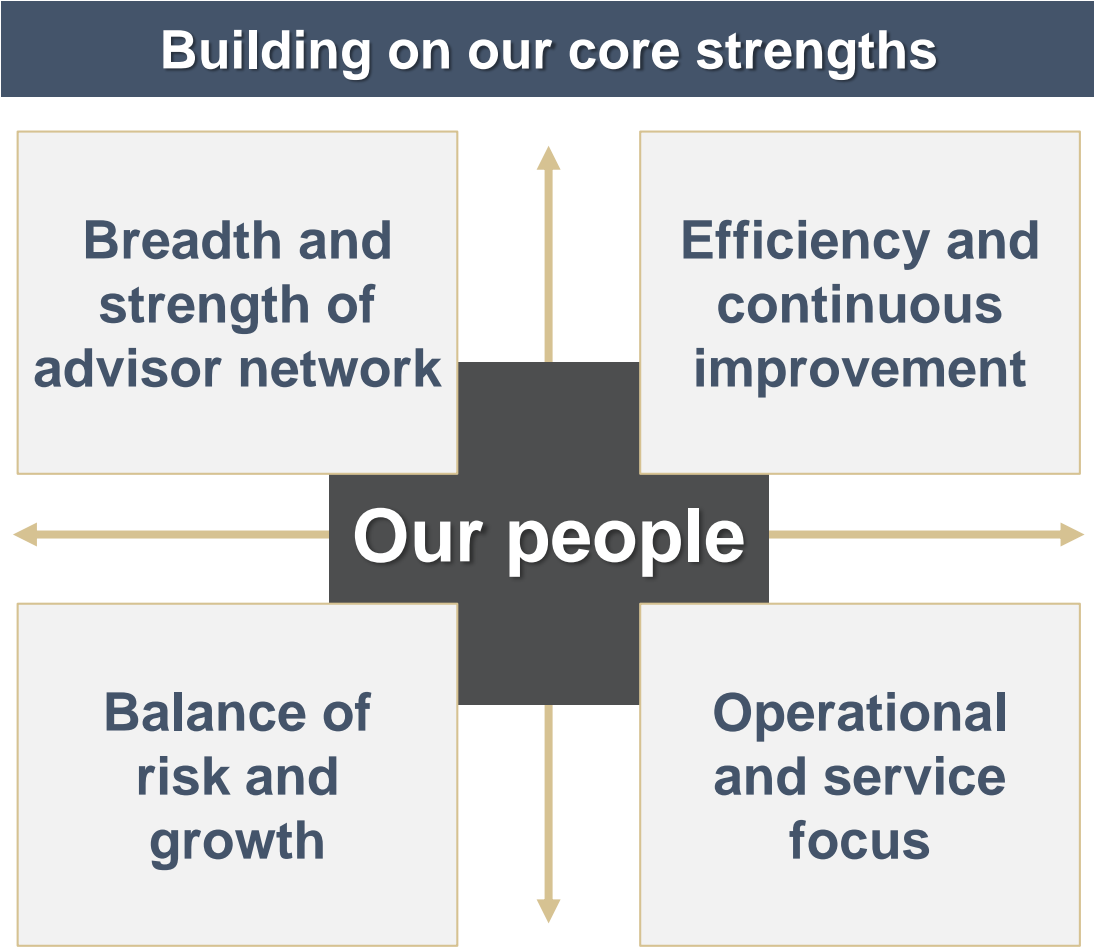 Building on our core strengths
Breadth and
strength of
advisor network
Efficiency and
continuous
improvement
Our people
Balance of
risk and
growth
Operational
and service
focus